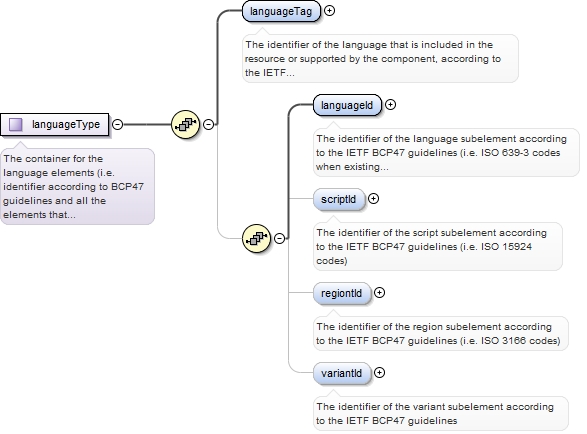 languageTag
The identifier of the language that is included in the
resource or supported by the component, according to
the IETF...
languageType
The container for the
language elements (i.e.
identifier according to BCP47
guidelines and all the
elements that...
languageId
The identifier of the language subelement according
to the IETF BCP47 guidelines (i.e. ISO 639-3 codes
when existing...
scriptId
The identifier of the script subelement according
to the IETF BCP47 guidelines (i.e. ISO 15924
codes)
regiontId
The identifier of the region subelement according
to the IETF BCP47 guidelines (i.e. ISO 3166 codes)
variantId
The identifier of the variant subelement according
to the IETF BCP47 guidelines